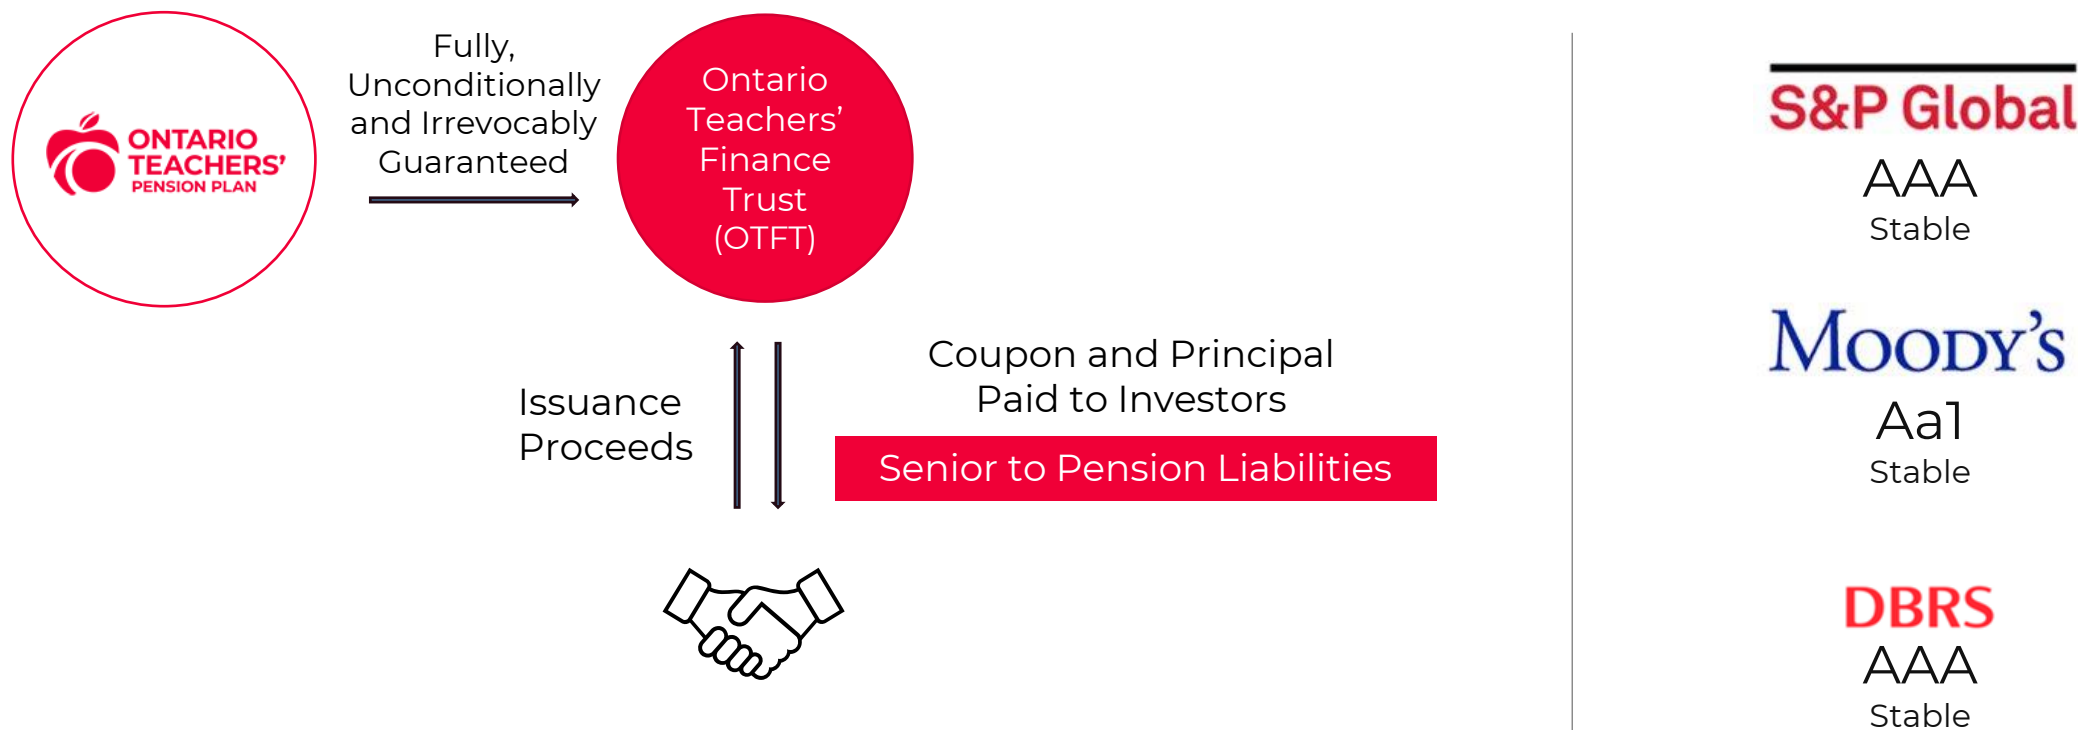 ONTARIO
TEACHERS'
PENSION PLAN
Fully,
Unconditionally
and Irrevocably
Guaranteed
Ontario
Teachers’
Finance
Trust
(OTFT)
Issuance
Proceeds
Coupon and Principal
Paid to Investors
Senior to Pension Liabilities
S&P Global
AAA
Stable
MOODY’S
Aa1
Stable
DBRS
AAA
Stable